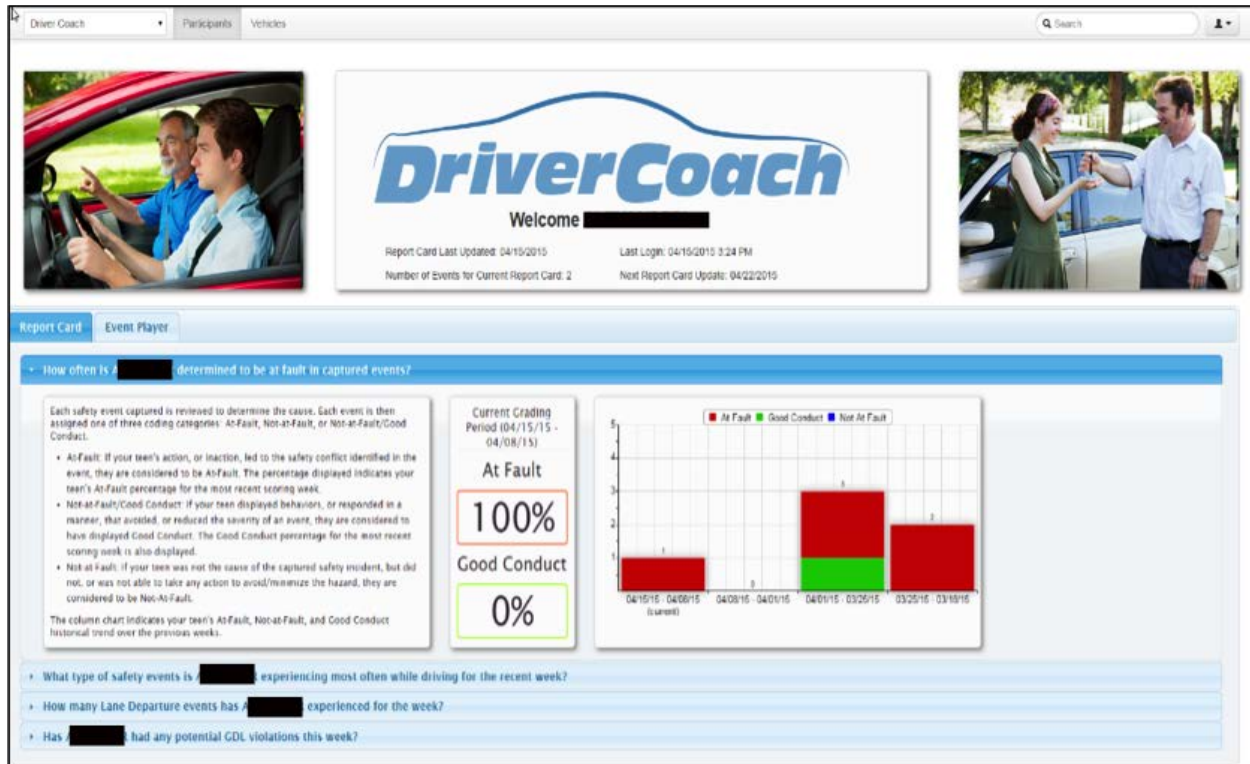 Driver Coach
Participants
Vehicles
Search
DriverCoach
Welcome
Report Card Last Updated: 04/15/2015
Last Login: 04/15/2015 3:24 PM
Number of Events for Current Report Card: 2
Next Report Card Update: 04/22/2015
Report Card
Event Player
How often is A determined to be at fault in captured events?
Each safety event captured is reviewed to determine the cause. Each event is then
assigned one of three coding categories: At-Fault, Not-at-Fault, or Not-at-Fault/Good
Conduct.
• At-Fault: If your teen's action, or inaction, led to the safety conflict identified in the
event, they are considered to be At-Fault. The percentage displayed indicates your
teen's At-Fault percentage for the most recent scoring week.
• Not-at-Fault/Good Conduct: If your teen displayed behaviors, or responded in a
manner, that avoided, or reduced the severity of an event, they are considered to
have displayed Good Conduct. The Good Conduct percentage for the most recent
scoring week is also displayed.
• Not at Fault: If your teen was not the cause of the captured safety incident, but did
not, or was not able to take any action to avoid/minimize the hazard, they are
considered to be Not-At-Fault.
The column chart indicates your teen's At-Fault, Not-at-Fault, and Good Conduct
historical trend over the previous weeks.
Current Grading
Period (04/15/15 -
04/08/15)
At Fault
100%
Good Conduct
0%
At Fault Good Conduct Not At Fault
5
4
3
2
1
1
0
3
2
04/15/15 - 04/08/15
(current)
04/08/15 - 04/01/15
04/01/15 - 03/25/15
03/25/15 - 03/18/15
What type of safety events is A experiencing most often while driving for the recent week?
How many Lane Departure events has A experienced for the week?
Has had any potential GDL violations this week?